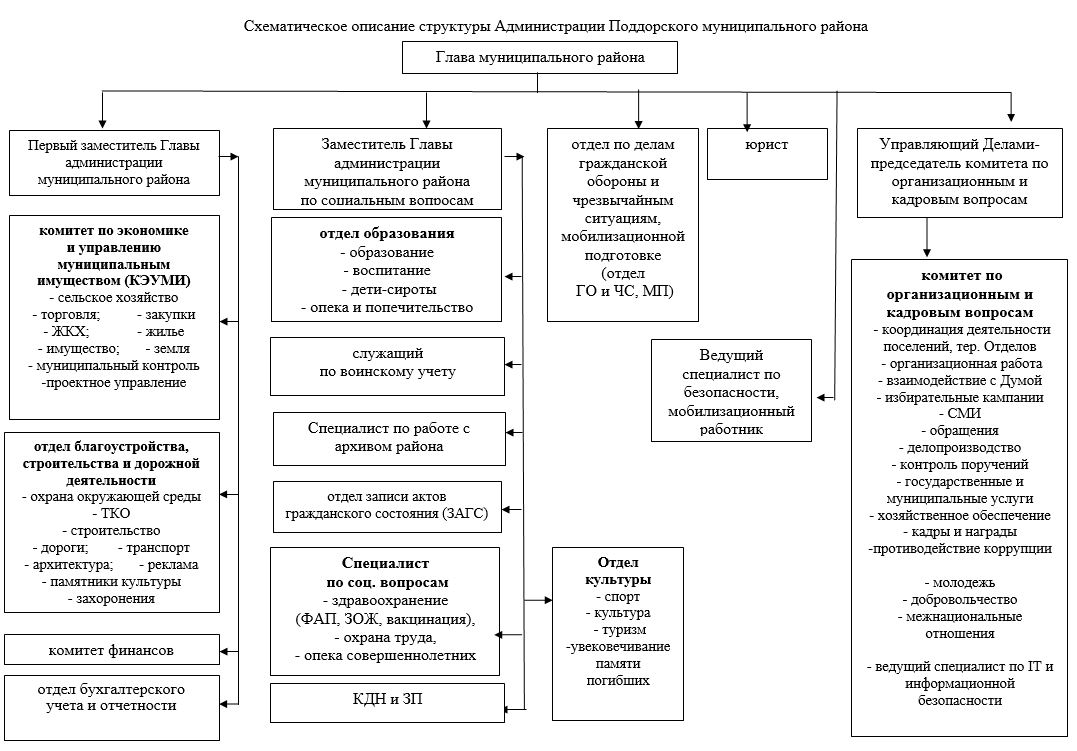 Схематическое описание структуры Администрации Поддорского муниципального района
Глава муниципального района
Первый заместитель Главы
администрации
муниципального района
комитет по экономике
и управлению
муниципальным
имуществом (КЭУМИ)
- сельское хозяйство
- торговля; - закупки
- ЖКХ; - жилье
- имущество; - земля
- муниципальный контроль
-проектное управление
отдел благоустройства,
строительства и дорожной
деятельности
- охрана окружающей среды
- ТКО
- строительство
- дороги; - транспорт
- архитектура; - реклама
- памятники культуры
- захоронения
комитет финансов
отдел бухгалтерского
учета и отчетности
Заместитель Главы
администрации
муниципального района
по социальным вопросам
отдел образования
- образование
- воспитание
- дети-сироты
- опека и попечительство
служащий
по воинскому учету
Специалист по работе с
архивом района
отдел записи актов
гражданского состояния (ЗАГС)
Специалист
по соц. вопросам
- здравоохранение
(ФАП, ЗОЖ, вакцинация),
- охрана труда,
- опека совершеннолетних
КДН и ЗП
Отдел
культуры
- спорт
- культура
- туризм
-увековечивание
памяти
погибших
отдел по делам
гражданской
обороны и
чрезвычайным
ситуациям,
мобилизационной
подготовке
(отдел
ГО и ЧС, МП)
юрист
Ведущий
специалист по
безопасности,
мобилизационный
работник
Управляющий Делами-
председатель комитета по
организационным и
кадровым вопросам
комитет по
организационным и
кадровым вопросам
- координация деятельности
поселений, тер. Отделов
- организационная работа
- взаимодействие с Думой
- избирательные кампании
- СМИ
- обращения
- делопроизводство
- контроль поручений
- государственные и
муниципальные услуги
- хозяйственное обеспечение
- кадры и награды
-противодействие коррупции
- молодежь
- добровольчество
- межнациональные
отношения
- ведущий специалист по IT и
информационной
безопасности